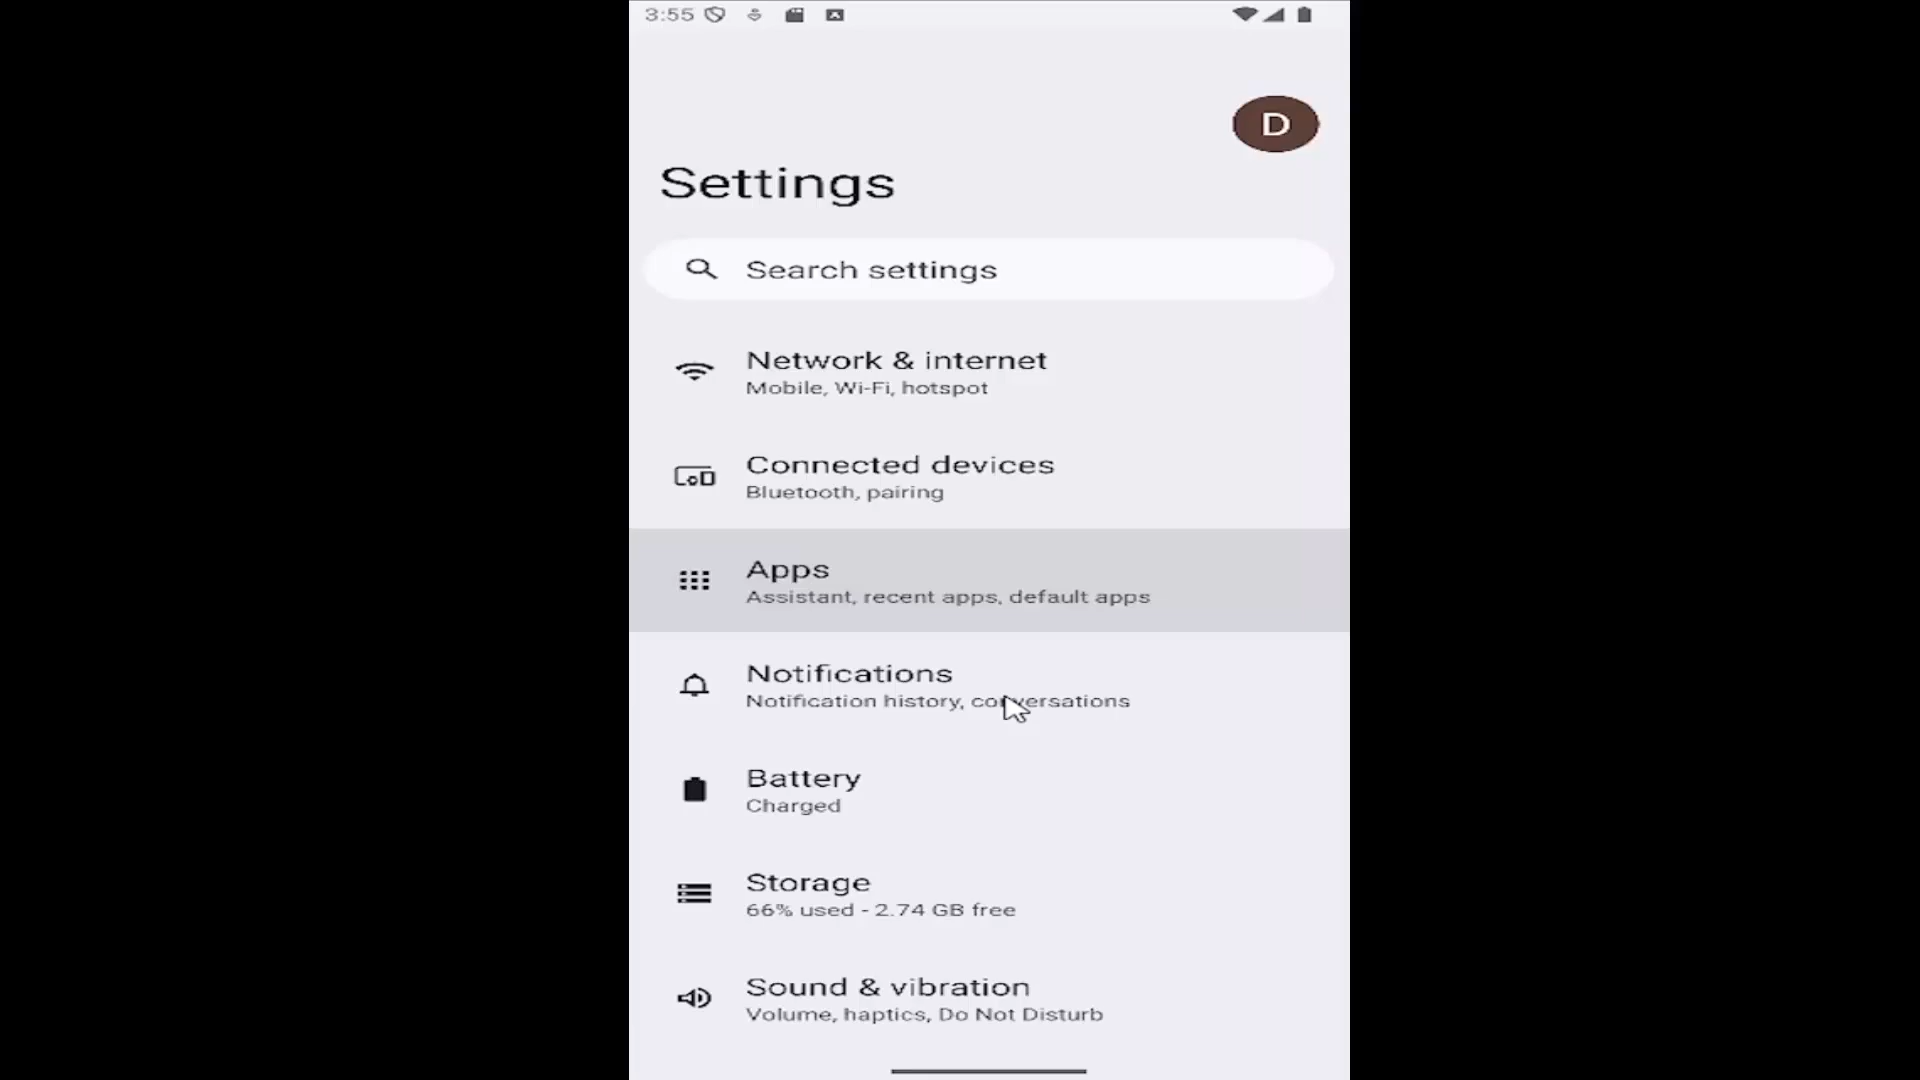 3:55
D
Settings
Search settings
Network & internet
Mobile, Wi-Fi, hotspot
Connected devices
Bluetooth, pairing
Apps
Assistant, recent apps, default apps
Notifications
Notification history, conversations
Battery
Charged
Storage
66% used - 2.74 GB free
Sound & vibration
Volume, haptics, Do Not Disturb